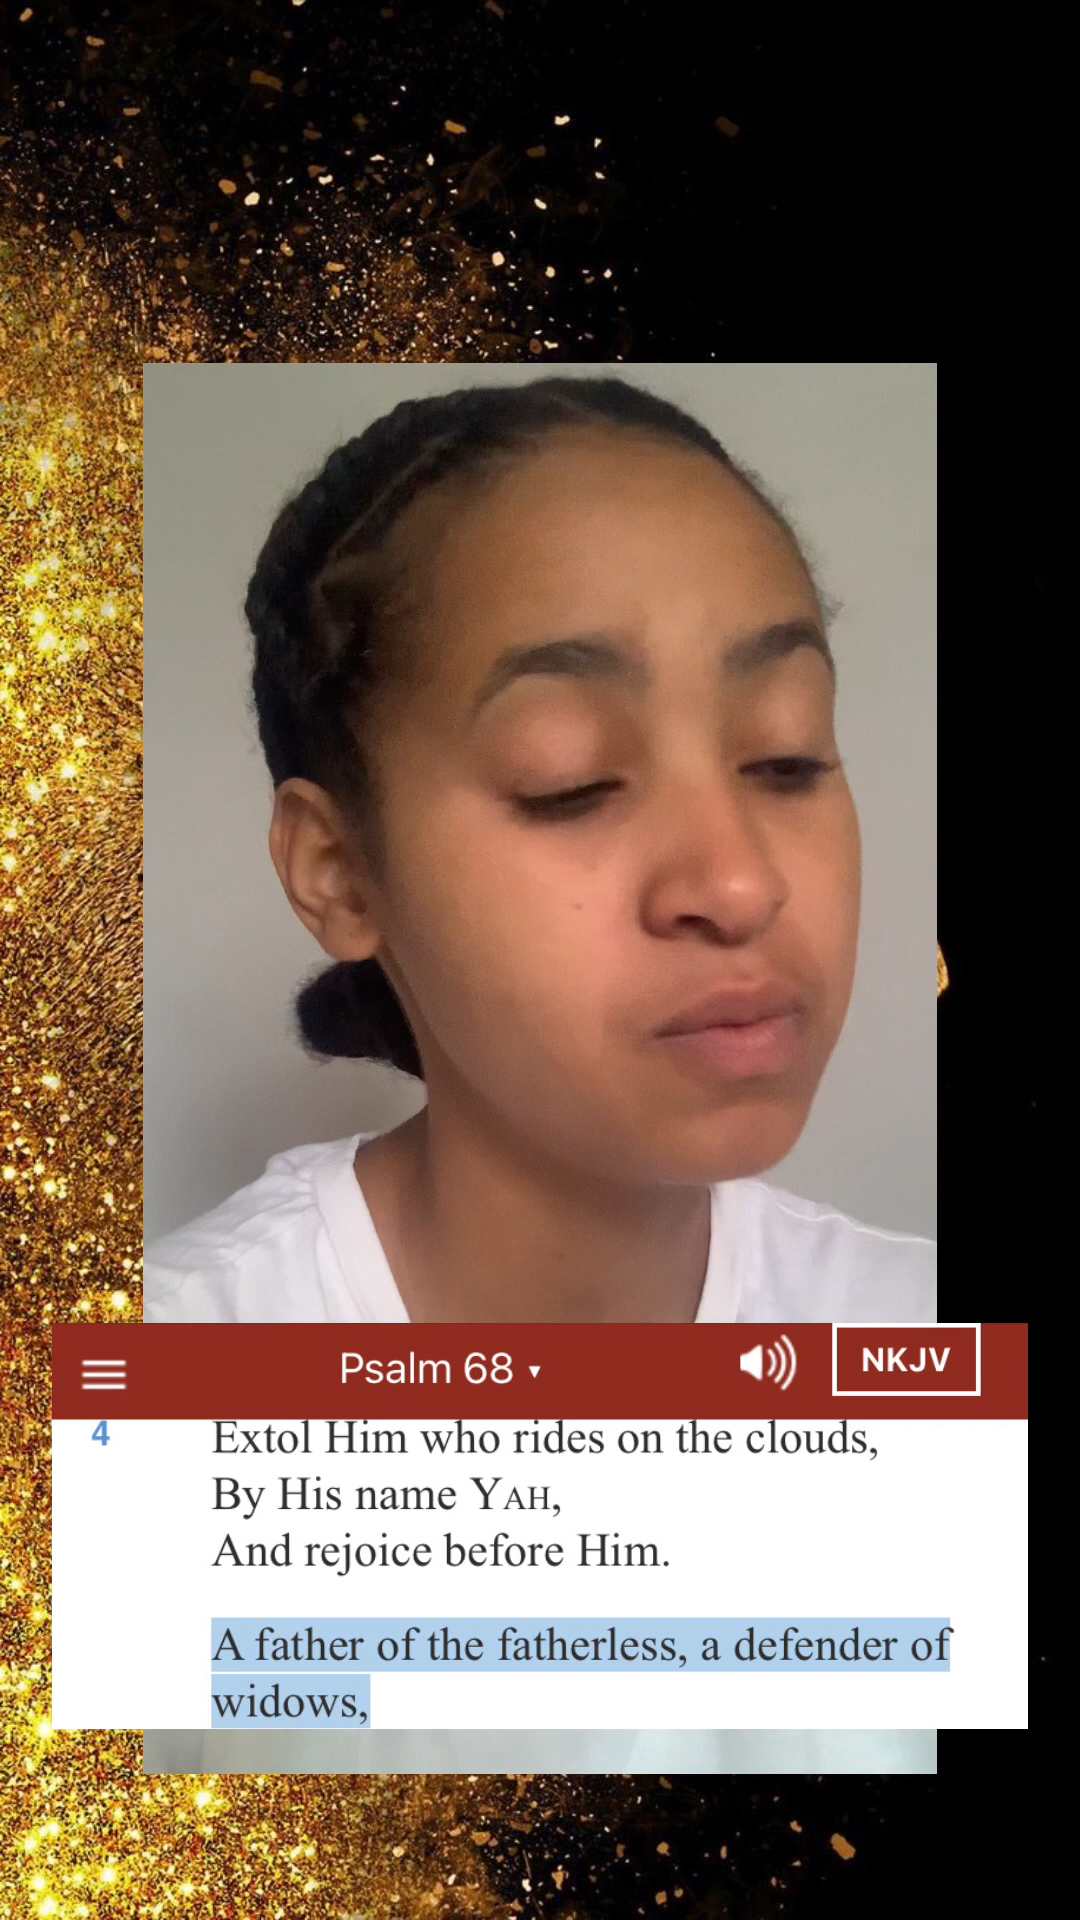 Psalm 68 ▾ NKJV
4 Extol Him who rides on the clouds,
By His name YAH,
And rejoice before Him.
A father of the fatherless, a defender of
widows,